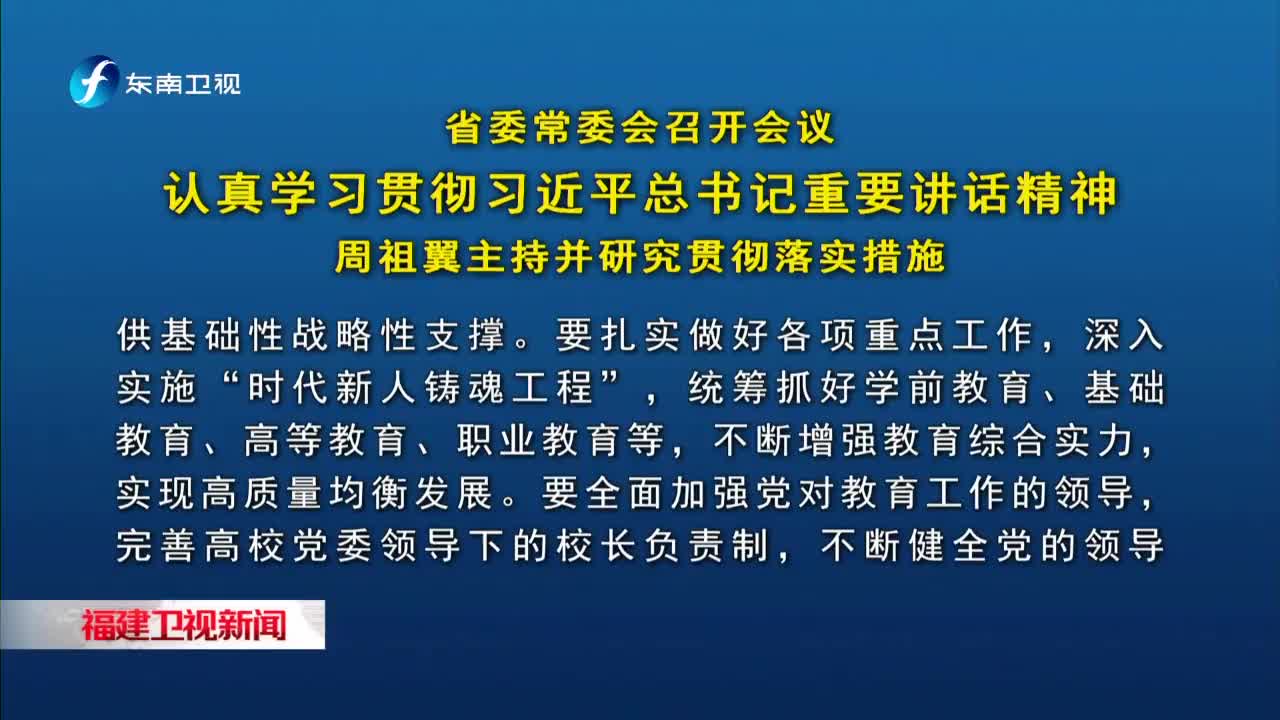 东南卫视
省委常委会召开会议
认真学习贯彻习近平总书记重要讲话精神
周祖翼主持并研究贯彻落实措施
供基础性战略性支撑。要扎实做好各项重点工作，深入
实施“时代新人铸魂工程”，统筹抓好学前教育、基础
教育、高等教育、职业教育等，不断增强教育综合实力，
实现高质量均衡发展。要全面加强党对教育工作的领导，
完善高校党委领导下的校长负责制，不断健全党的领导
福建卫视新闻